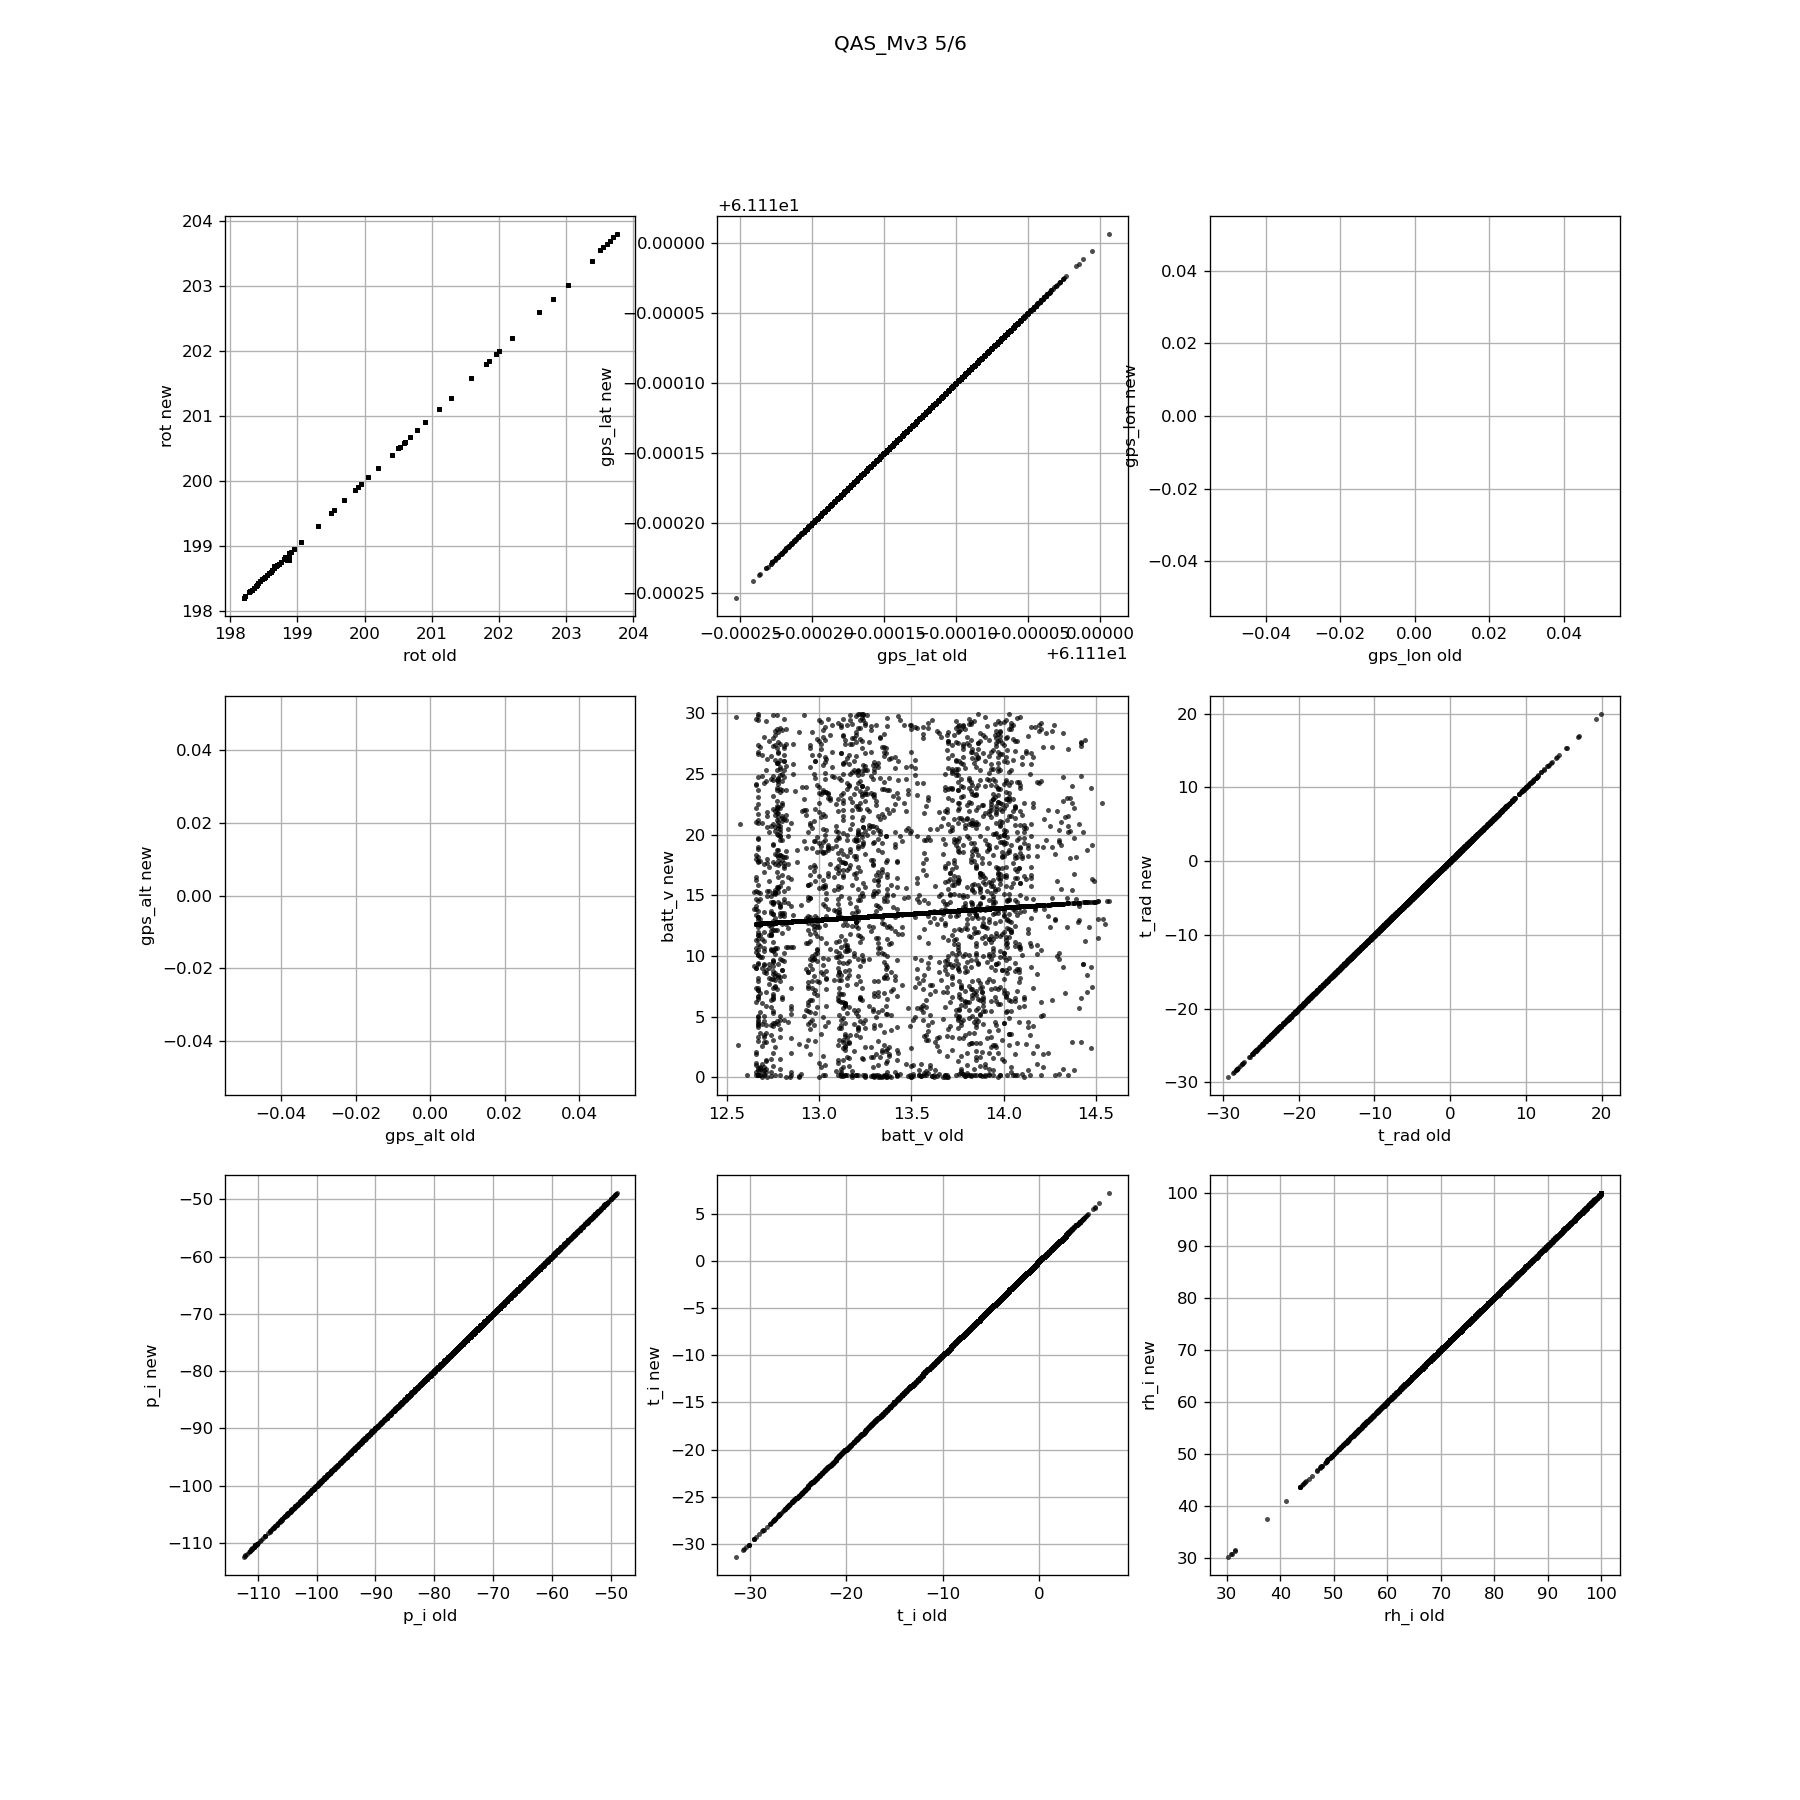 QAS_Mv3 5/6
204
203
202
201
200
199
198
rot new
198 199 200 201 202 203 204
rot old
+6.111e1
0.00000
−0.00005
−0.00010
−0.00015
−0.00020
−0.00025
gps_lat new
−0.00025 −0.00020 −0.00015 −0.00010 −0.00005 0.00000
gps_lat old
+6.111e1
0.04
0.02
0.00
−0.02
−0.04
gps_lon new
−0.04 −0.02 0.00 0.02 0.04
gps_lon old
0.04
0.02
0.00
−0.02
−0.04
gps_alt new
−0.04 −0.02 0.00 0.02 0.04
gps_alt old
30
25
20
15
10
5
0
batt_v new
12.5 13.0 13.5 14.0 14.5
batt_v old
20
10
0
−10
−20
−30
t_rad new
−30 −20 −10 0 10 20
t_rad old
−50
−60
−70
−80
−90
−100
−110
p_i new
−110 −100 −90 −80 −70 −60 −50
p_i old
5
0
−5
−10
−15
−20
−25
−30
t_i new
−30 −20 −10 0
t_i old
100
90
80
70
60
50
40
30
rh_i new
30 40 50 60 70 80 90 100
rh_i old